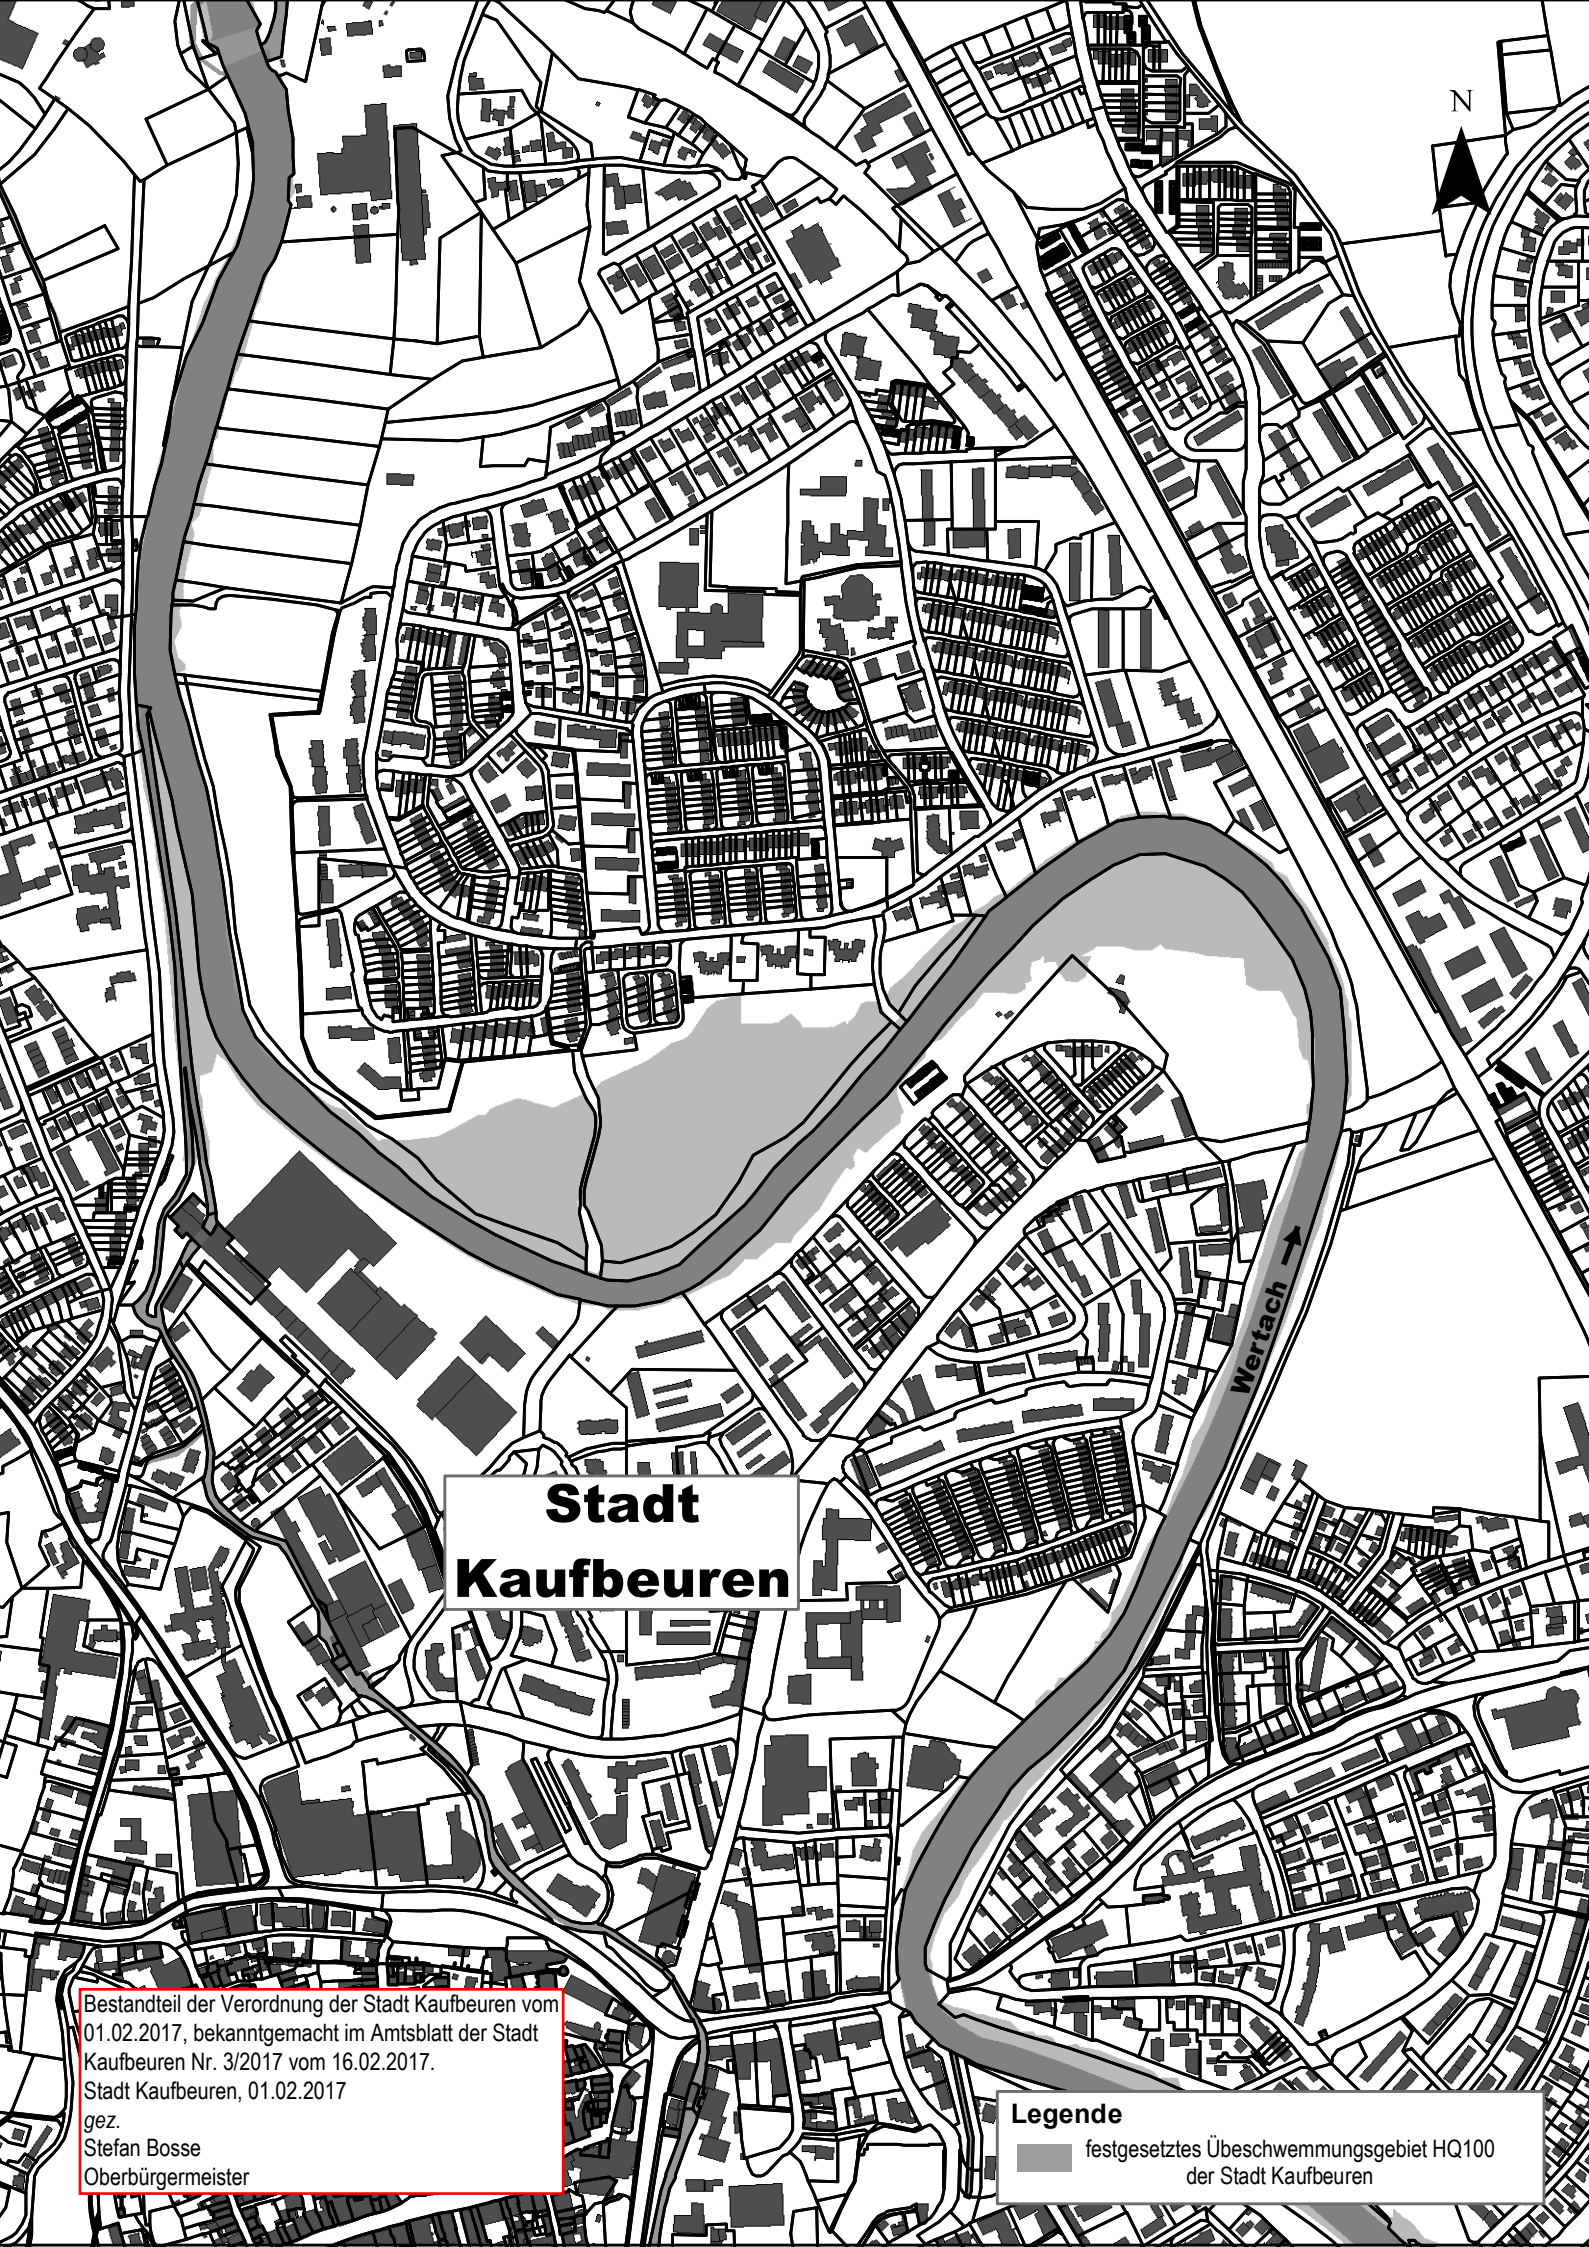 N
Wertach
Stadt
Kaufbeuren
Bestandteil der Verordnung der Stadt Kaufbeuren vom
01.02.2017, bekanntgemacht im Amtsblatt der Stadt
Kaufbeuren Nr. 3/2017 vom 16.02.2017.
Stadt Kaufbeuren, 01.02.2017
gez.
Stefan Bosse
Oberbürgermeister
Legende
festgesetztes Übeschwemmungsgebiet HQ100
der Stadt Kaufbeuren